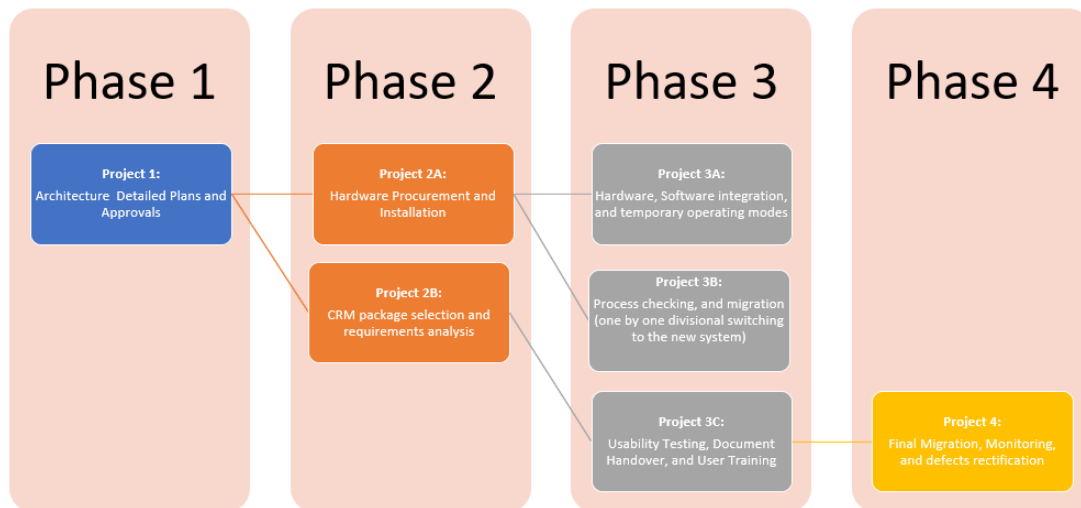 Phase 1
Project 1:
Architecture Detailed Plans and
Approvals
Phase 2
Project 2A:
Hardware Procurement and
Installation
Project 2B:
CRM package selection and
requirements analysis
Phase 3
Project 3A:
Hardware, Software integration,
and temporary operating modes
Project 3B:
Process checking, and migration
(one by one divisional switching
to the new system)
Project 3C:
Usability Testing, Document
Handover, and User Training
Phase 4
Project 4:
Final Migration, Monitoring,
and defects rectification